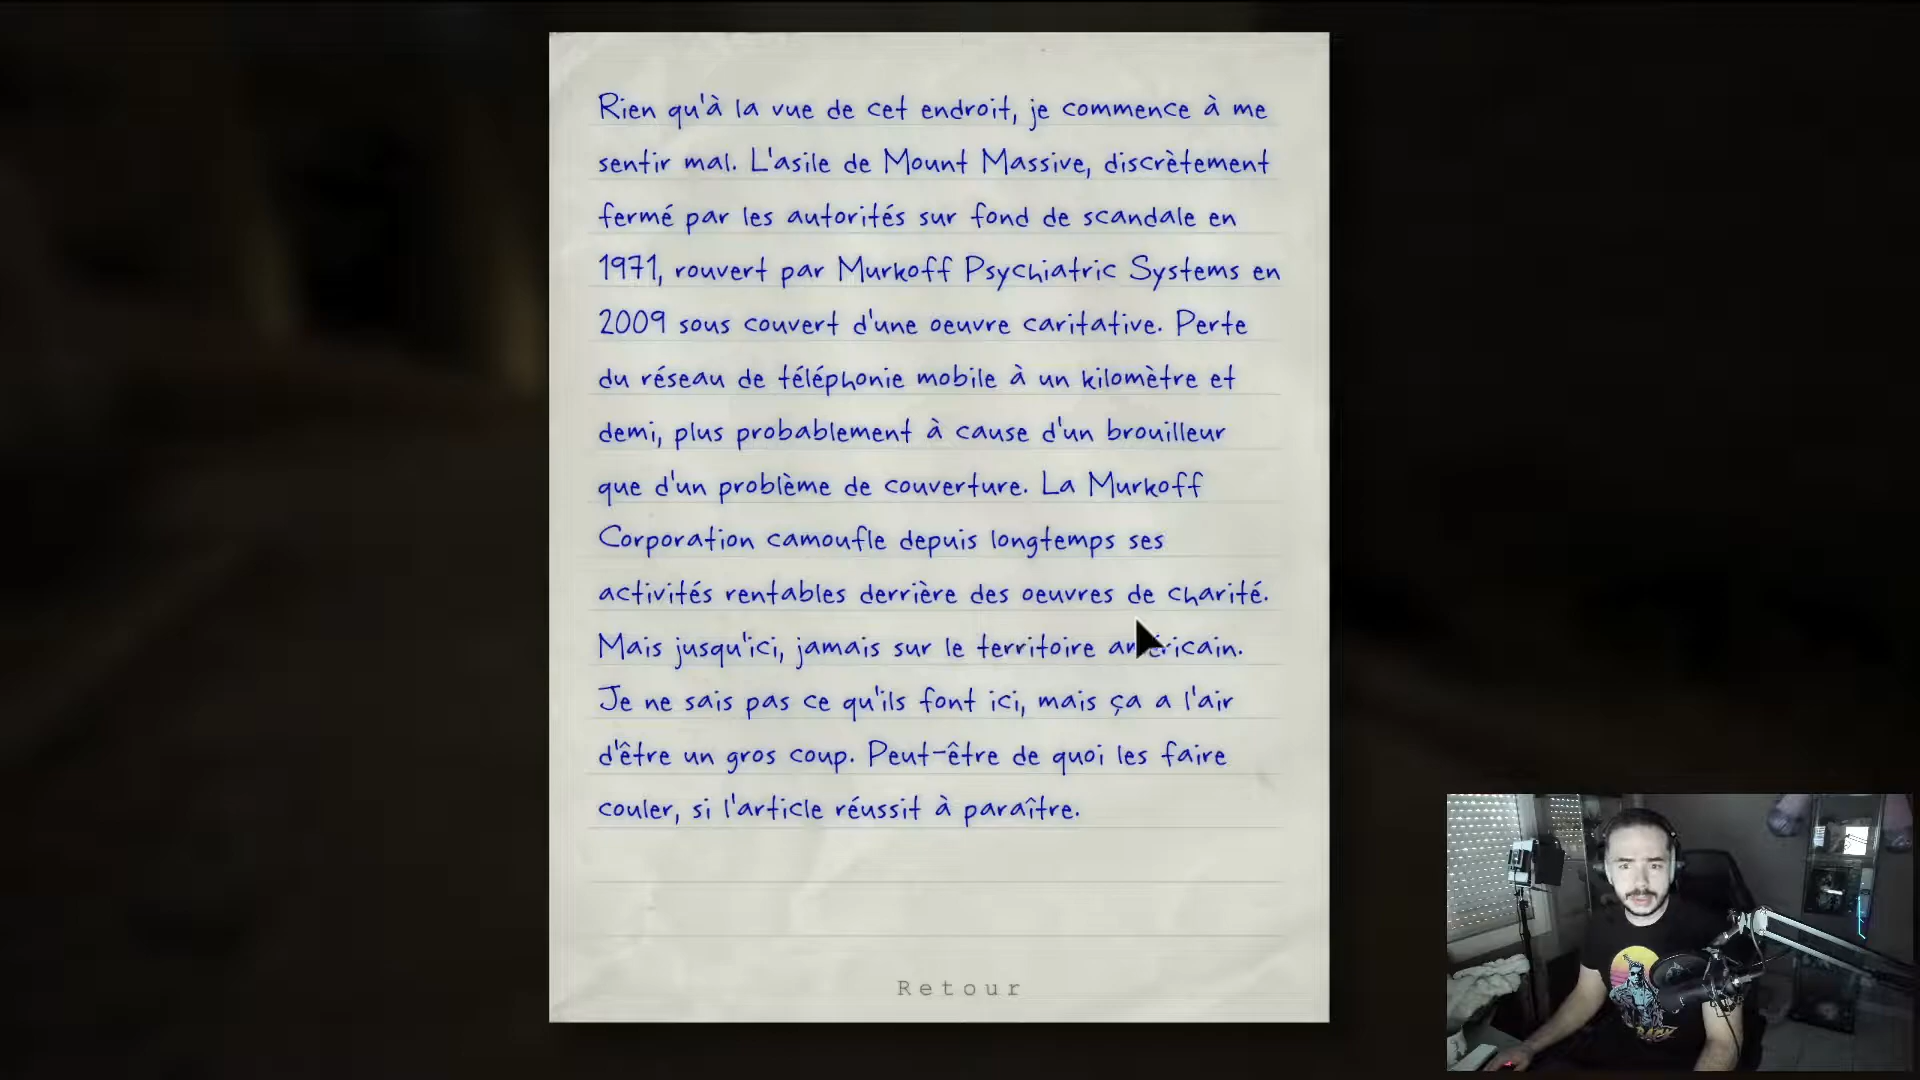 Rien qu'à la vue de cet endroit, je commence à me
sentir mal. L'asile de Mount Massive, discrètement
fermé par les autorités sur fond de scandale en
1971, rouvert par Murkoff Psychiatric Systems en
2009 sous couvert d'une oeuvre caritative. Perte
du réseau de téléphonie mobile à un kilomètre et
demi, plus probablement à cause d'un brouilleur
que d'un problème de couverture. La Murkoff
Corporation camoufle depuis longtemps ses
activités rentables derrière des oeuvres de charité.
Mais jusqu'ici, jamais sur le territoire américain.
Je ne sais pas ce qu'ils font ici, mais ça a l'air
d'être un gros coup. Peut-être de quoi les faire
couler, si l'article réussit à paraître.
Retour